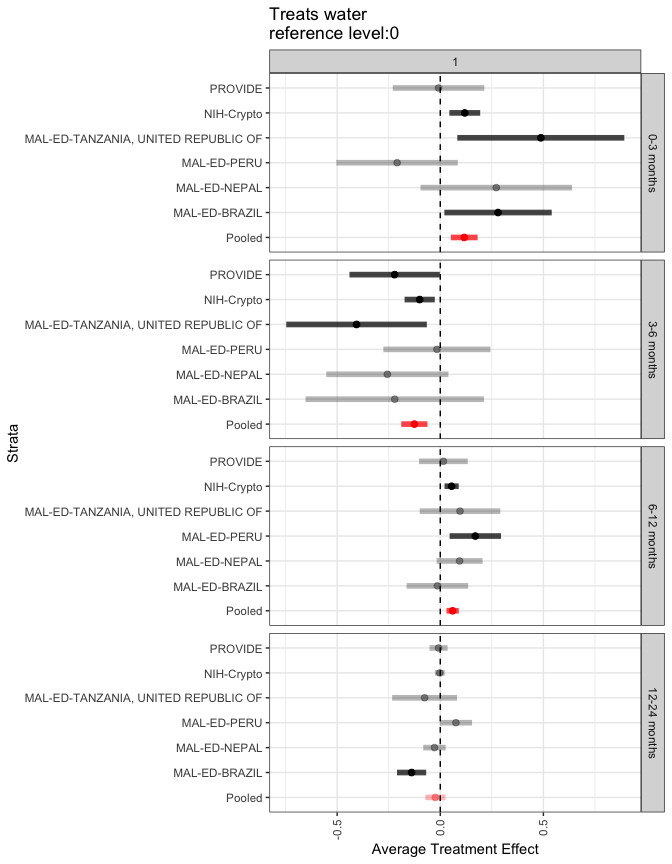 Treats water
reference level:0
1
PROVIDE
NIH-Crypto
MAL-ED-TANZANIA, UNITED REPUBLIC OF
MAL-ED-PERU
MAL-ED-NEPAL
MAL-ED-BRAZIL
Pooled
0-3 months
PROVIDE
NIH-Crypto
MAL-ED-TANZANIA, UNITED REPUBLIC OF
MAL-ED-PERU
MAL-ED-NEPAL
MAL-ED-BRAZIL
Pooled
3-6 months
Strata
PROVIDE
NIH-Crypto
MAL-ED-TANZANIA, UNITED REPUBLIC OF
MAL-ED-PERU
MAL-ED-NEPAL
MAL-ED-BRAZIL
Pooled
6-12 months
PROVIDE
NIH-Crypto
MAL-ED-TANZANIA, UNITED REPUBLIC OF
MAL-ED-PERU
MAL-ED-NEPAL
MAL-ED-BRAZIL
Pooled
12-24 months
-0.5
0.0
0.5
Average Treatment Effect